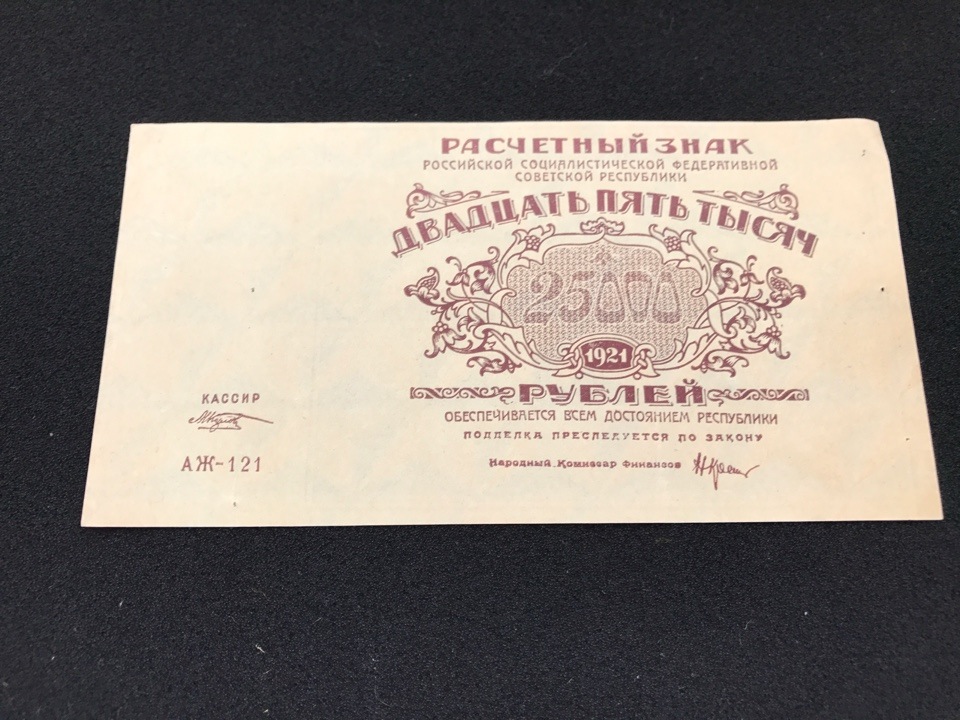 РАСЧЕТНЫЙ ЗНАК
РОССИЙСКОЙ СОЦИАЛИСТИЧЕСКОЙ ФЕДЕРАТИВНОЙ
СОВЕТСКОЙ РЕСПУБЛИКИ
ДВАДЦАТЬ ПЯТЬ ТЫСЯЧ
25000
1921
РУБЛЕЙ
ОБЕСПЕЧИВАЕТСЯ ВСЕМ ДОСТОЯНИЕМ РЕСПУБЛИКИ
ПОДДЕЛКА ПРЕСЛЕДУЕТСЯ ПО ЗАКОНУ
Народный Комиссар Финансов
КАССИР
АЖ-121